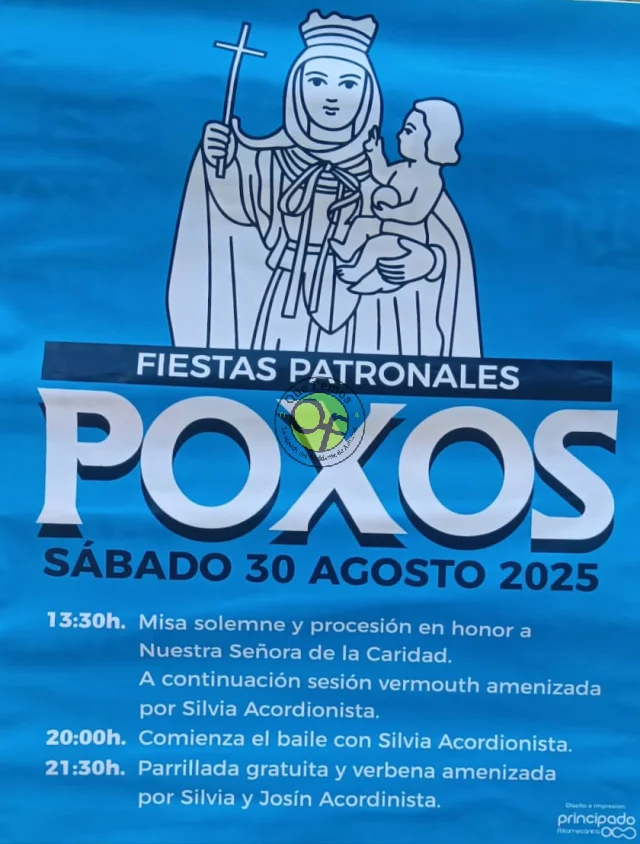 FIESTAS PATRONALES
POXOS
SÁBADO 30 AGOSTO 2025
13:30h. Misa solemne y procesión en honor a
Nuestra Señora de la Caridad.
A continuación sesión vermouth amenizada
por Silvia Acordionista.
20:00h. Comienza el baile con Silvia Acordionista.
21:30h. Parrillada gratuita y verbena amenizada
por Silvia y Josín Acordinista.
Diseño e Impresión:
principado